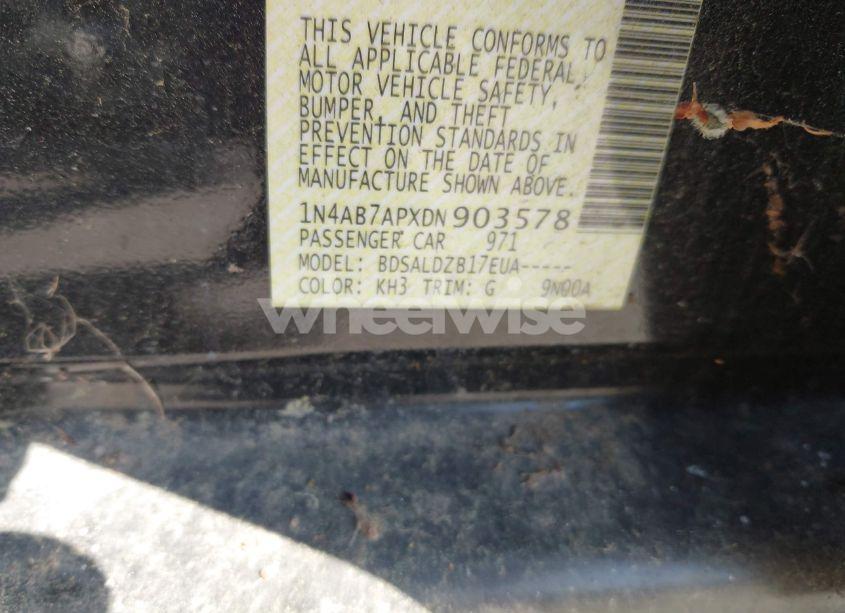 THIS VEHICLE CONFORMS TO
ALL APPLICABLE FEDERAL
MOTOR VEHICLE SAFETY,
BUMPER, AND THEFT
PREVENTION STANDARDS IN
EFFECT ON THE DATE OF
MANUFACTURE SHOWN ABOVE.
1N4AB7APXDN903578
PASSENGER CAR 971
MODEL: BDSALDZB17EUA-----
COLOR: KH3 TRIM: G 9N00A
wheelwise